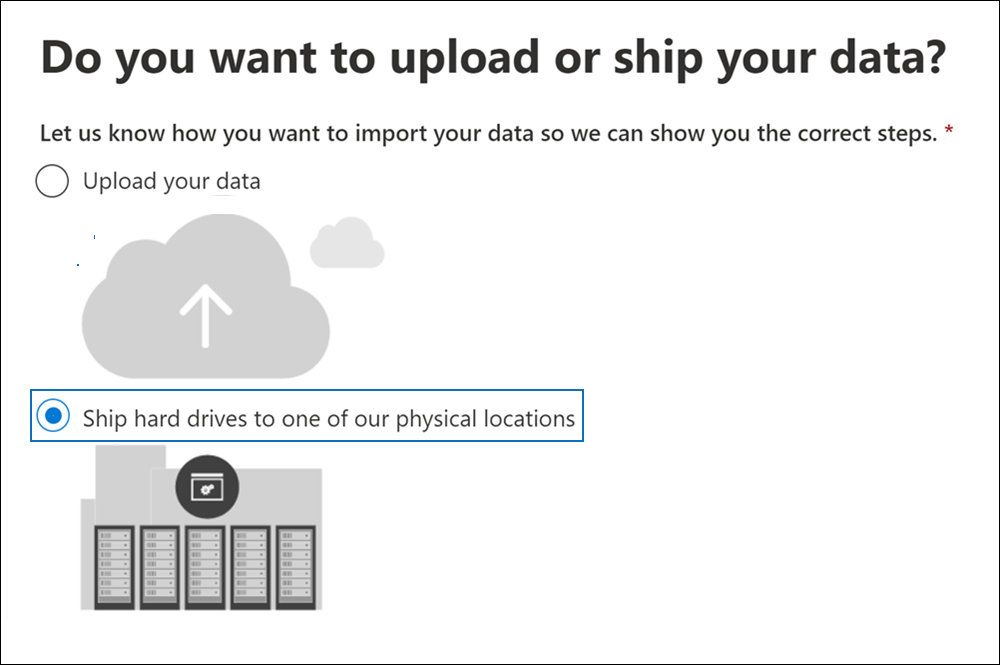 Do you want to upload or ship your data?
Let us know how you want to import your data so we can show you the correct steps. *
Upload your data
Ship hard drives to one of our physical locations